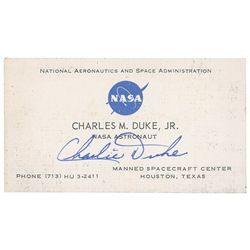 NATIONAL AERONAUTICS AND SPACE ADMINISTRATION
NASA
CHARLES M. DUKE, JR.
NASA ASTRONAUT
Charlie Duke
MANNED SPACECRAFT CENTER
PHONE (713) HU 3-2411 HOUSTON, TEXAS